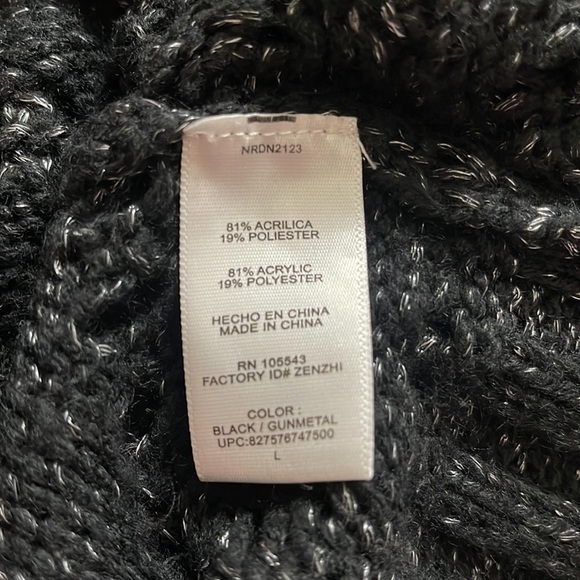 NRDN2123
81% ACRILICA
19% POLIESTER
81% ACRYLIC
19% POLYESTER
HECHO EN CHINA
MADE IN CHINA
RN 105543
FACTORY ID# ZENZHI
COLOR :
BLACK / GUNMETAL
UPC:827576747500
L